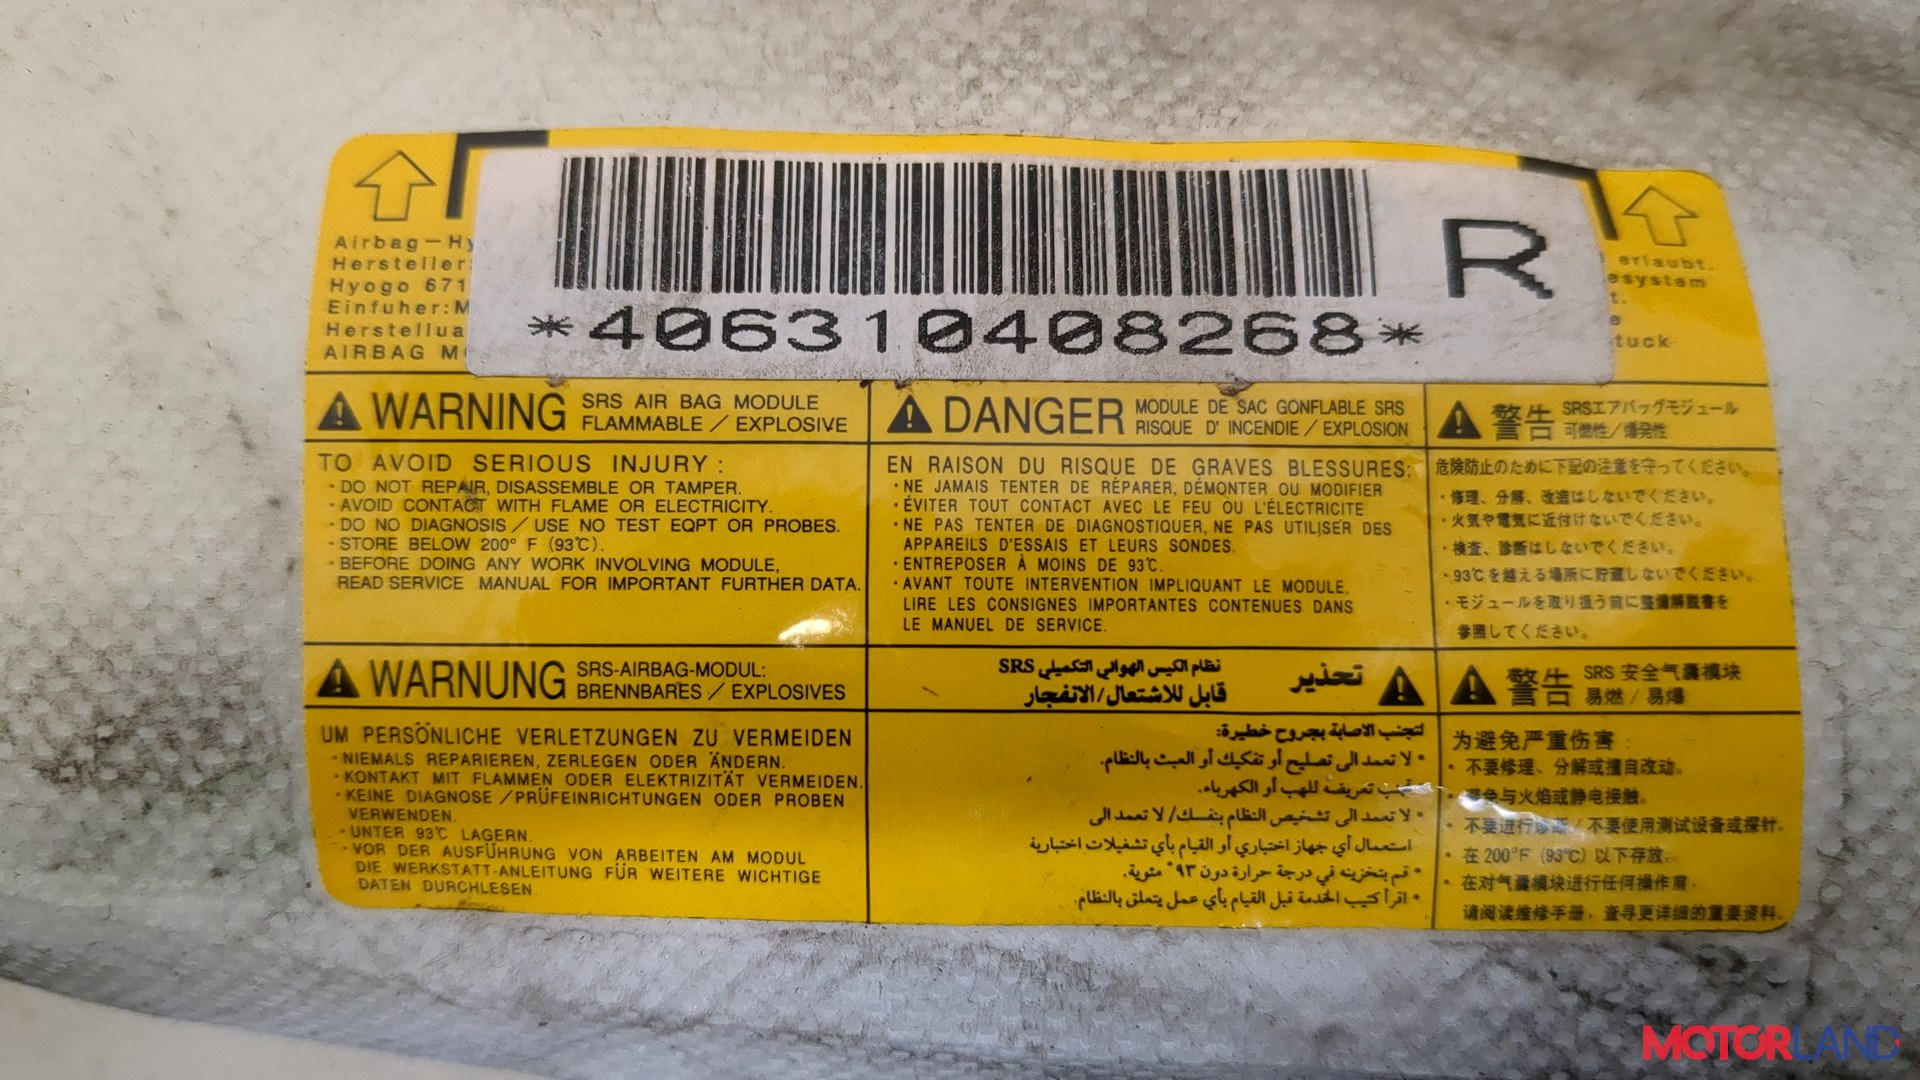 Airbag-Hy
Hersteller:
Hyogo 671
Einfuher:M
Herstellua
AIRBAG M
*406310408268*
R
erlaubt.
esystem
t.
e
tuck
WARNING SRS AIR BAG MODULE
FLAMMABLE / EXPLOSIVE
TO AVOID SERIOUS INJURY :
・DO NOT REPAIR, DISASSEMBLE OR TAMPER.
・AVOID CONTACT WITH FLAME OR ELECTRICITY.
・DO NO DIAGNOSIS / USE NO TEST EQPT OR PROBES.
・STORE BELOW 200° F (93℃).
・BEFORE DOING ANY WORK INVOLVING MODULE,
READ SERVICE MANUAL FOR IMPORTANT FURTHER DATA.
DANGER MODULE DE SAC GONFLABLE SRS
RISQUE D' INCENDIE / EXPLOSION
EN RAISON DU RISQUE DE GRAVES BLESSURES:
・NE JAMAIS TENTER DE RÉPARER, DÉMONTER OU MODIFIER
・ÉVITER TOUT CONTACT AVEC LE FEU OU L'ÉLECTRICITE
・NE PAS TENTER DE DIAGNOSTIQUER, NE PAS UTILISER DES
APPAREILS D'ESSAIS ET LEURS SONDES.
・ENTREPOSER À MOINS DE 93℃.
・AVANT TOUTE INTERVENTION IMPLIQUANT LE MODULE,
LIRE LES CONSIGNES IMPORTANTES CONTENUES DANS
LE MANUEL DE SERVICE.
警告 SRSエアバッグモジュール
可燃性/爆発性
危険防止のために下記の注意を守ってください。
・修理、分解、改造はしないでください。
・火気や電気に近付けないでください。
・検査、診断はしないでください。
・93℃を越える場所に貯蔵しないでください。
・モジュールを取り扱う前に整備解説書を
参照してください。
WARNUNG SRS-AIRBAG-MODUL:
BRENNBARES / EXPLOSIVES
UM PERSÖNLICHE VERLETZUNGEN ZU VERMEIDEN
・NIEMALS REPARIEREN, ZERLEGEN ODER ÄNDERN.
・KONTAKT MIT FLAMMEN ODER ELEKTRIZITÄT VERMEIDEN.
・KEINE DIAGNOSE /PRÜFEINRICHTUNGEN ODER PROBEN
VERWENDEN.
・UNTER 93℃ LAGERN.
・VOR DER AUSFÜHRUNG VON ARBEITEN AM MODUL
DIE WERKSTATT-ANLEITUNG FÜR WEITERE WICHTIGE
DATEN DURCHLESEN.
تحذير نظام الكيس الهوائي التكميلي SRS
قابل للاشتعال/الانفجار
لتجنب الاصابة بجروح خطيرة:
• لا تعمد الى تصليح أو تفكيك أو العبث بالنظام.
تعريضه للهب أو الكهرباء.
• لا تعمد الى تشخيص النظام بنفسك/ لا تعمد الى
استعمال أي جهاز اختباري أو القيام بأي تشغيلات اختبارية
• قم بتخزينه في درجة حرارة دون ٩٣° مئوية.
• اقرأ كتيب الخدمة قبل القيام بأي عمل يتعلق بالنظام.
警告 SRS 安全气囊模块
易燃 / 易爆
为避免严重伤害 :
・不要修理、分解或擅自改动。
避免与火焰或静电接触。
・不要进行诊断/不要使用测试设备或探针。
・在 200°F (93℃) 以下存放。
・在对气囊模块进行任何操作前,
请阅读维修手册, 查寻更详细的重要资料。
MOTORLAND